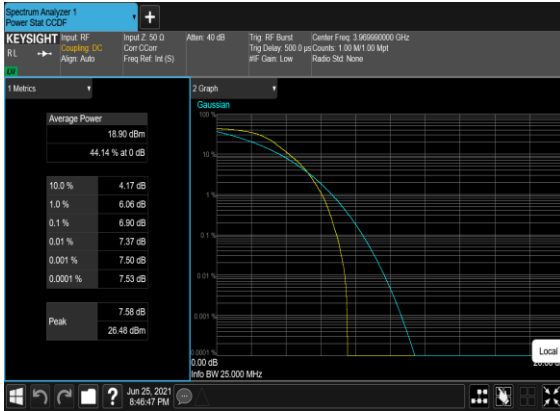 Spectrum Analyzer 1
Power Stat CCDF
KEYSIGHT
RL
Input: RF
Coupling: DC
Align: Auto
Input Z: 50 Ω
Corr CCorr
Freq Ref: Int (S)
Atten: 40 dB
Trig: RF Burst
Trig Delay: 500.0 µs
#IF Gain: Low
Center Freq: 3.969990000 GHz
Counts: 1.00 M/1.00 Mpt
Radio Std: None
1 Metrics
Average Power
18.90 dBm
44.14 % at 0 dB
10.0 % 4.17 dB
1.0 % 6.06 dB
0.1 % 6.90 dB
0.01 % 7.37 dB
0.001 % 7.50 dB
0.0001 % 7.53 dB
Peak
7.58 dB
26.48 dBm
2 Graph
Gaussian
100 %
10 %
1 %
0.1 %
0.01 %
0.001 %
0.0001 %
0.00 dB
Info BW 25.000 MHz
Local
Jun 25, 2021
8:46:47 PM